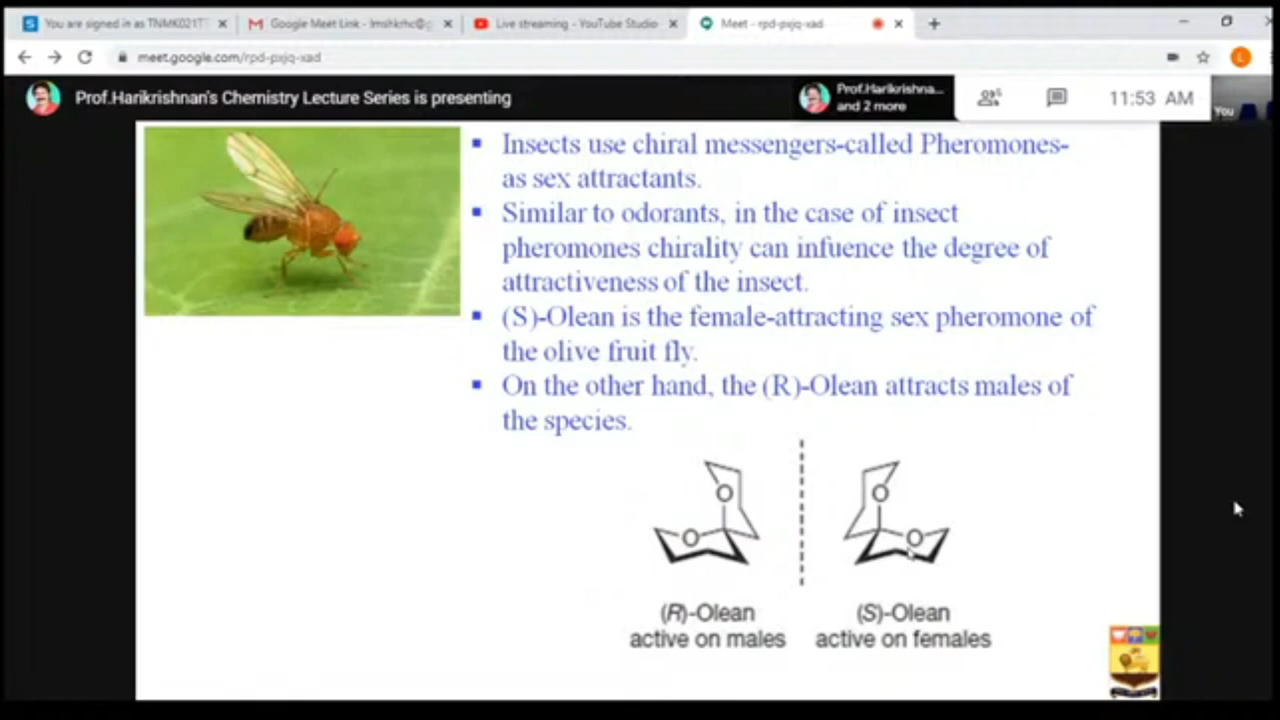 You are signed in as TNMK021T
Google Meet Link - lmshkrhc@g
Live streaming - YouTube Studio
Meet - rpd-pxjq-xad
meet.google.com/rpd-pxjq-xad
L
Prof.Harikrishnan's Chemistry Lecture Series is presenting
Prof.Harikrishna...
and 2 more
5
11:53 AM
You
Insects use chiral messengers-called Pheromones-
as sex attractants.
Similar to odorants, in the case of insect
pheromones chirality can infuence the degree of
attractiveness of the insect.
(S)-Olean is the female-attracting sex pheromone of
the olive fruit fly.
On the other hand, the (R)-Olean attracts males of
the species.
O
O
O
O
(R)-Olean
active on males
(S)-Olean
active on females